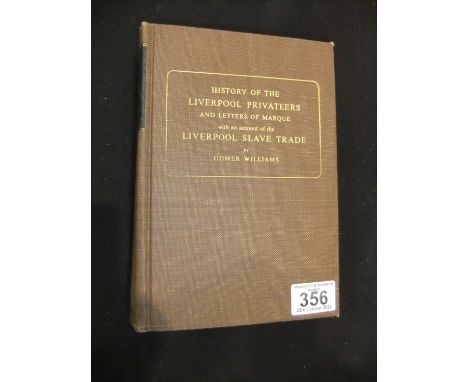 HISTORY OF THE
LIVERPOOL PRIVATEERS
AND LETTERS OF MARQUE
with an account of the
LIVERPOOL SLAVE TRADE
BY
GOMER WILLIAMS
356